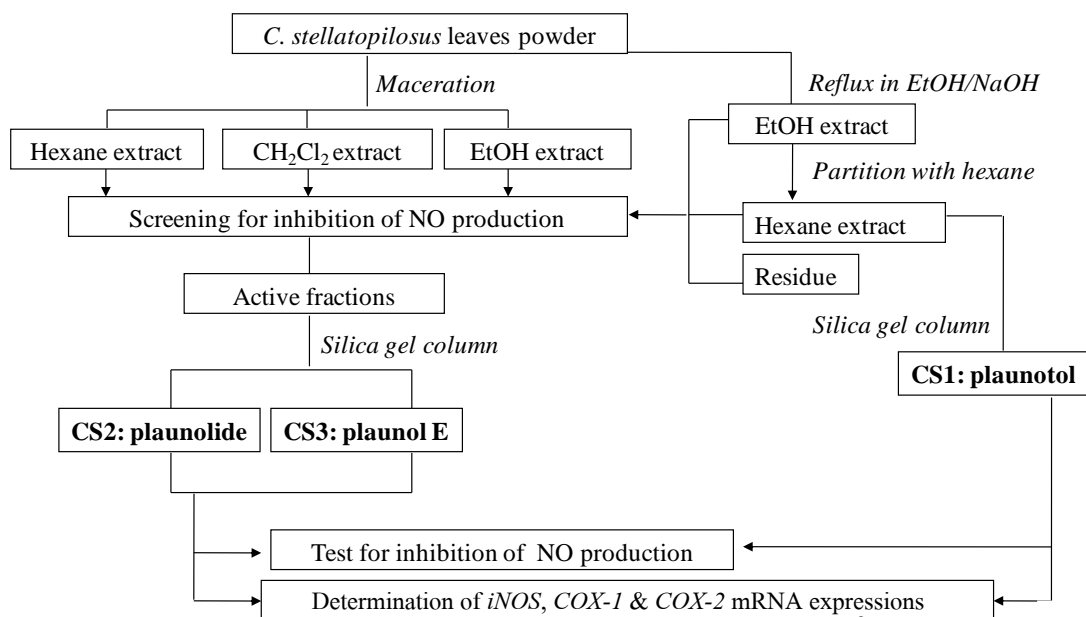 C. stellatopilosus leaves powder
Maceration
Reflux in EtOH/NaOH
Hexane extract
CH₂Cl₂ extract
EtOH extract
EtOH extract
Partition with hexane
Screening for inhibition of NO production
Hexane extract
Residue
Active fractions
Silica gel column
Silica gel column
CS1: plaunotol
CS2: plaunolide
CS3: plaunol E
Test for inhibition of NO production
Determination of iNOS, COX-1 & COX-2 mRNA expressions